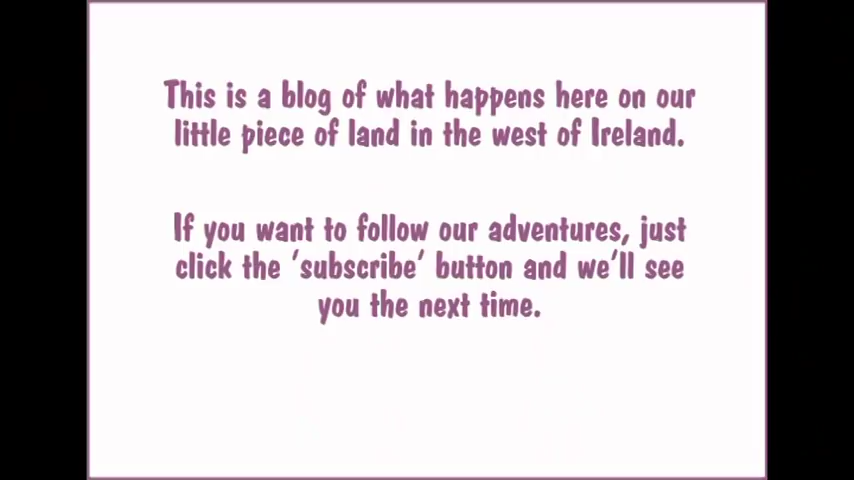 This is a blog of what happens here on our
little piece of land in the west of Ireland.
If you want to follow our adventures, just
click the ‘subscribe’ button and we’ll see
you the next time.